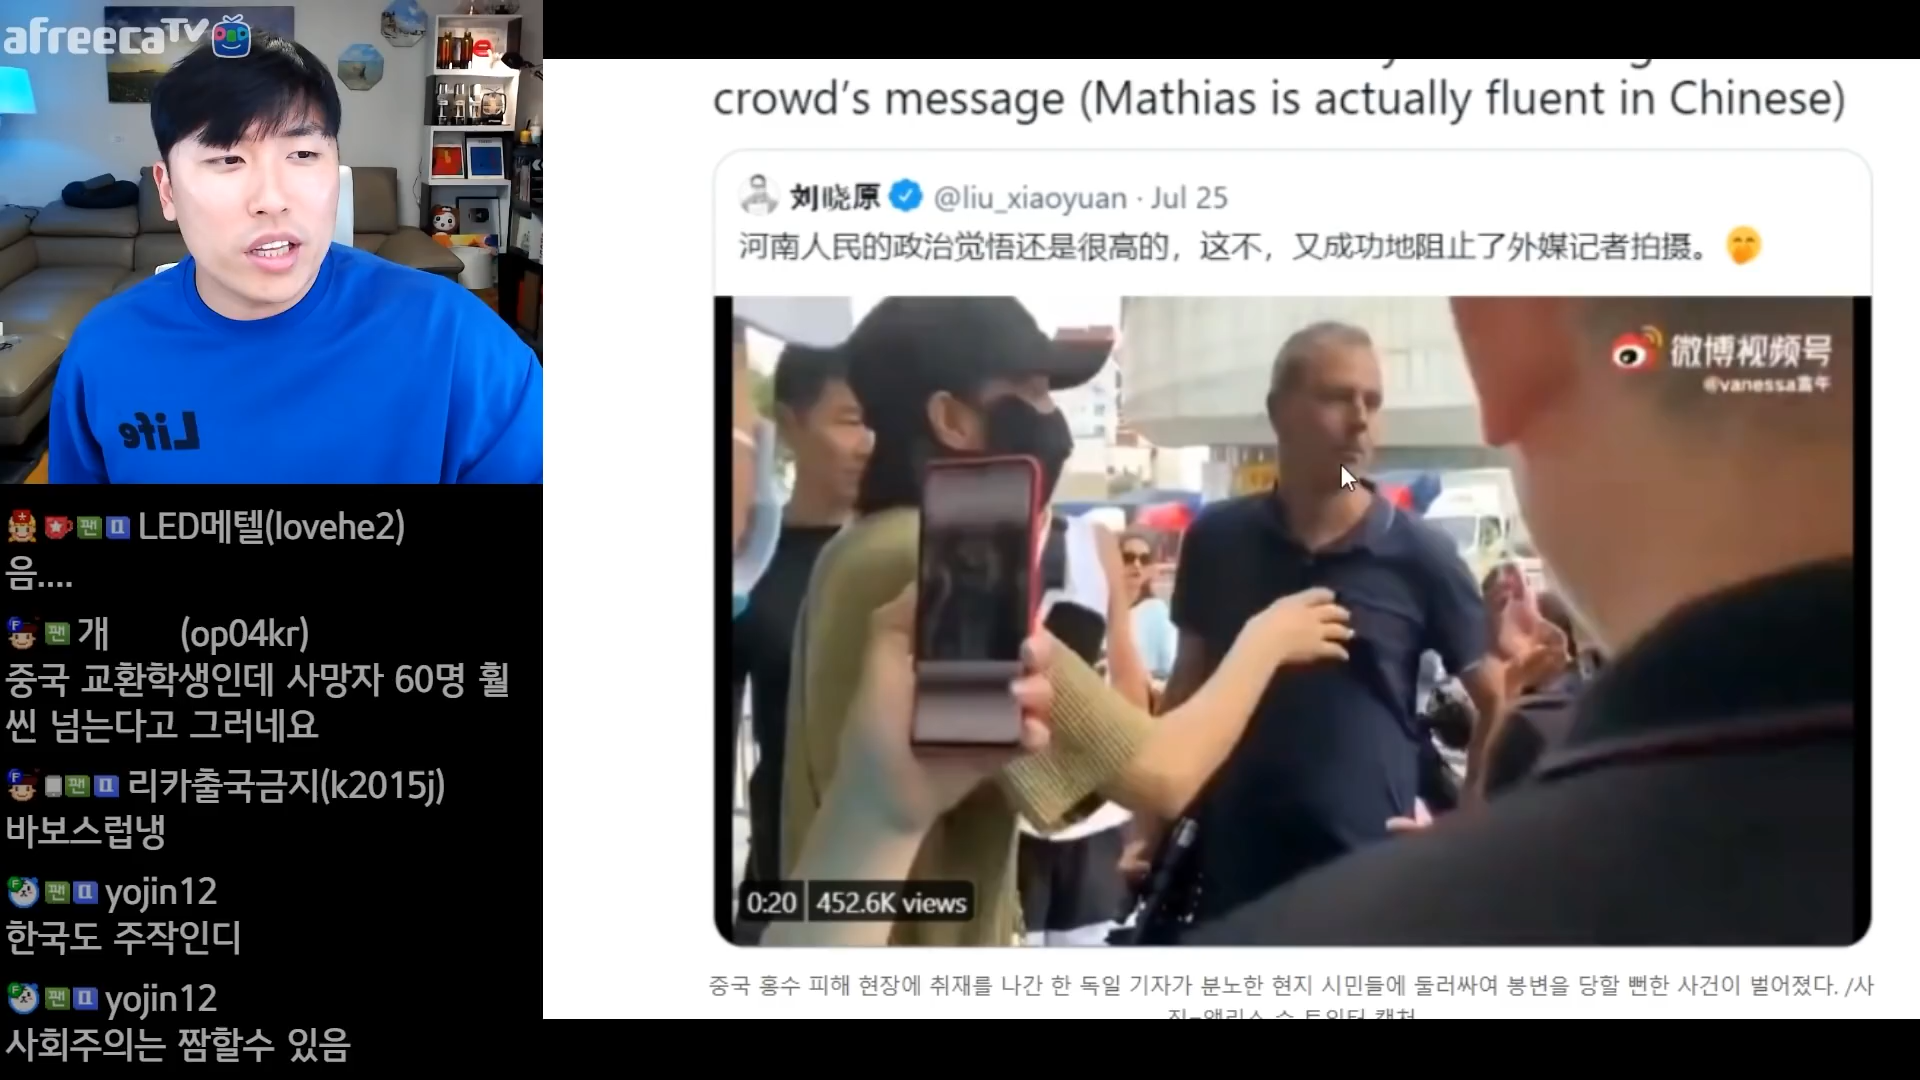 afreecaTV
Life
LED메텔(lovehe2)
음....
개 (op04kr)
중국 교환학생인데 사망자 60명 훨
씬 넘는다고 그러네요
리카출국금지(k2015j)
바보스럽냉
yojin12
한국도 주작인디
yojin12
사회주의는 짬할수 있음
crowd’s message (Mathias is actually fluent in Chinese)
刘晓原 @liu_xiaoyuan · Jul 25
河南人民的政治觉悟还是很高的，这不，又成功地阻止了外媒记者拍摄。
微博视频号
0:20 452.6K views
중국 홍수 피해 현장에 취재를 나간 한 독일 기자가 분노한 현지 시민들에 둘러싸여 봉변을 당할 뻔한 사건이 벌어졌다. /사